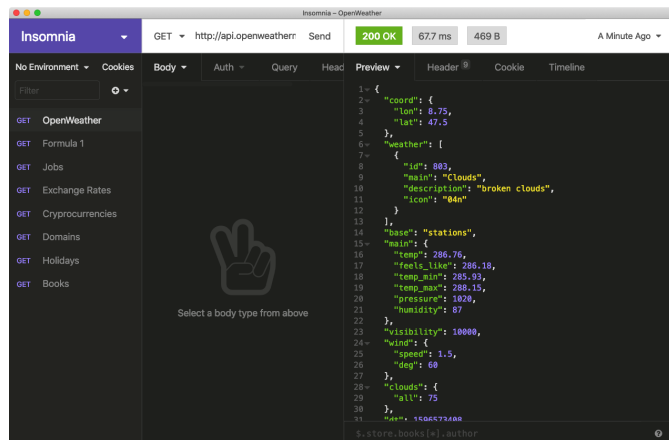 Insomnia – OpenWeather
Insomnia
GET http://api.openweatherr Send
200 OK 67.7 ms 469 B A Minute Ago
No Environment Cookies
Filter
GET OpenWeather
GET Formula 1
GET Jobs
GET Exchange Rates
GET Cryprocurrencies
GET Domains
GET Holidays
GET Books
Body Auth Query Head
Select a body type from above
Preview Header 9 Cookie Timeline
1 {
2 "coord": {
3 "lon": 8.75,
4 "lat": 47.5
5 },
6 "weather": [
7 {
8 "id": 803,
9 "main": "Clouds",
10 "description": "broken clouds",
11 "icon": "04n"
12 }
13 ],
14 "base": "stations",
15 "main": {
16 "temp": 286.76,
17 "feels_like": 286.18,
18 "temp_min": 285.93,
19 "temp_max": 288.15,
20 "pressure": 1020,
21 "humidity": 87
22 },
23 "visibility": 10000,
24 "wind": {
25 "speed": 1.5,
26 "deg": 60
27 },
28 "clouds": {
29 "all": 75
30 },
31 "dt": 1596573408
$.store.books[*].author